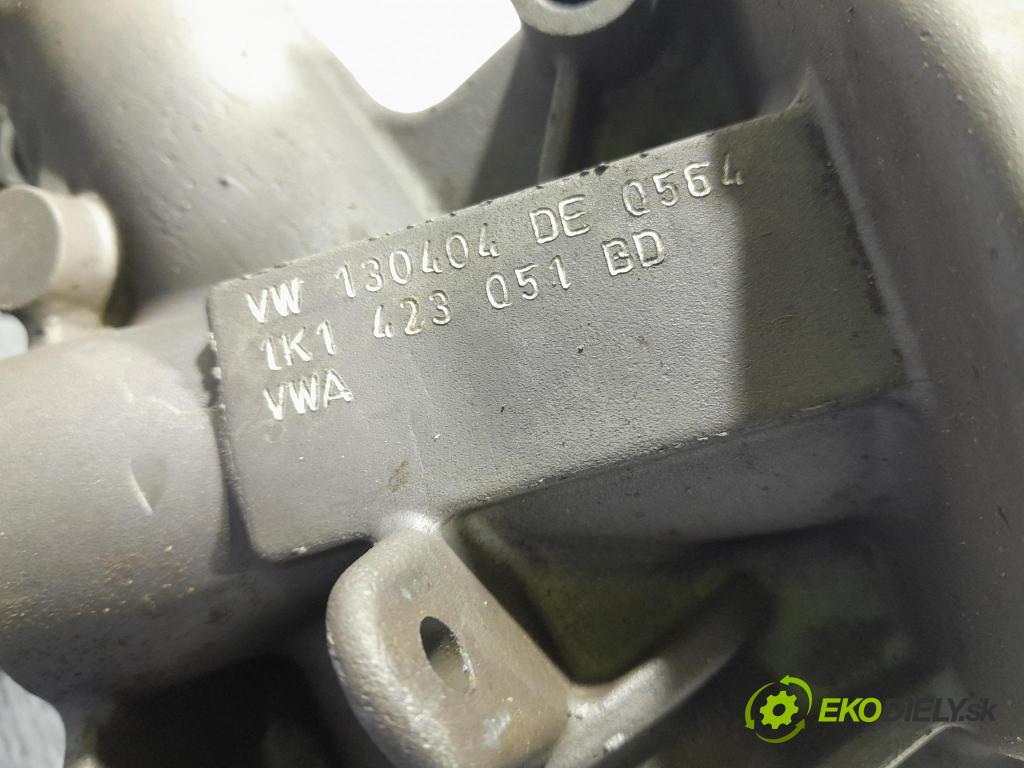 VW 130404 DE 0564
1K1 423 051 BD
VWA
EKODIELY.sk